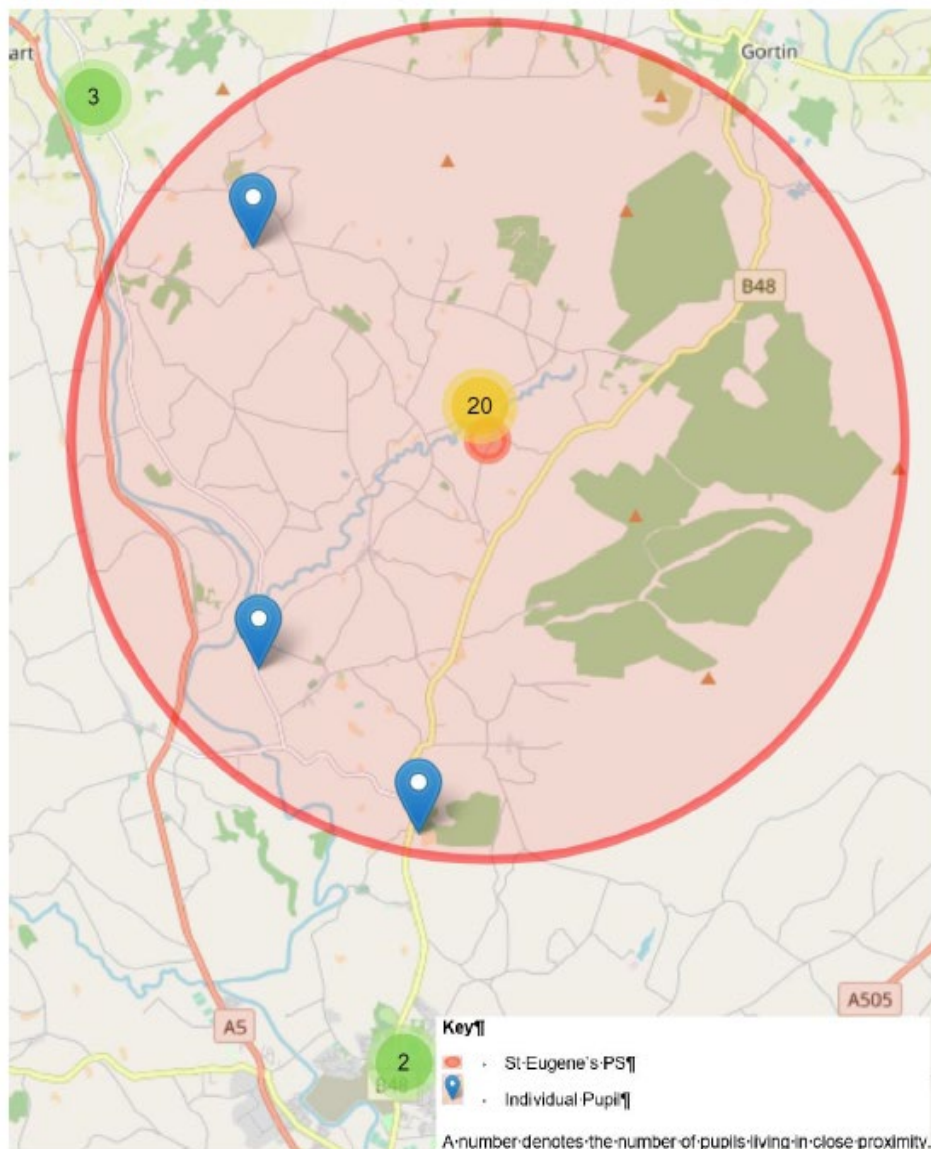 art
Gortin
3
B48
20
A5
A505
2
B48
Key¶
St·Eugene's·PS¶
Individual·Pupil¶
A·number·denotes·the·number·of·pupils·living·in·close·proximity.